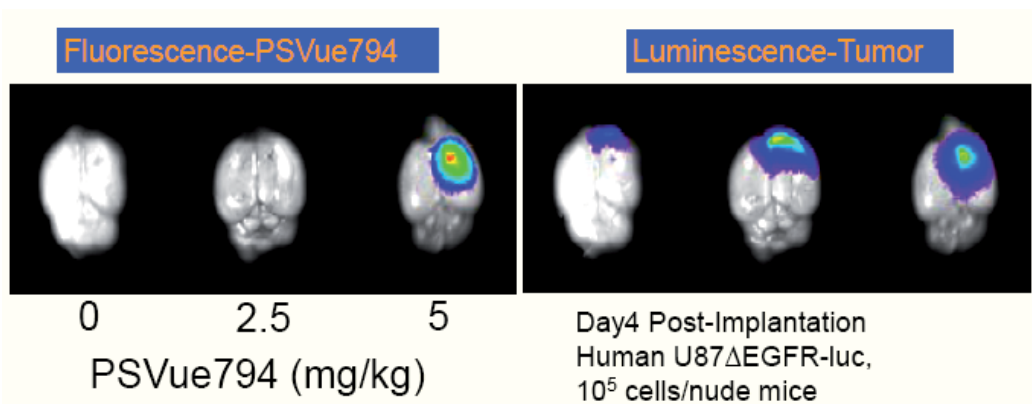 Fluorescence-PSVue794
Luminescence-Tumor
0 2.5 5
PSVue794 (mg/kg)
Day4 Post-Implantation
Human U87ΔEGFR-luc,
10⁵ cells/nude mice